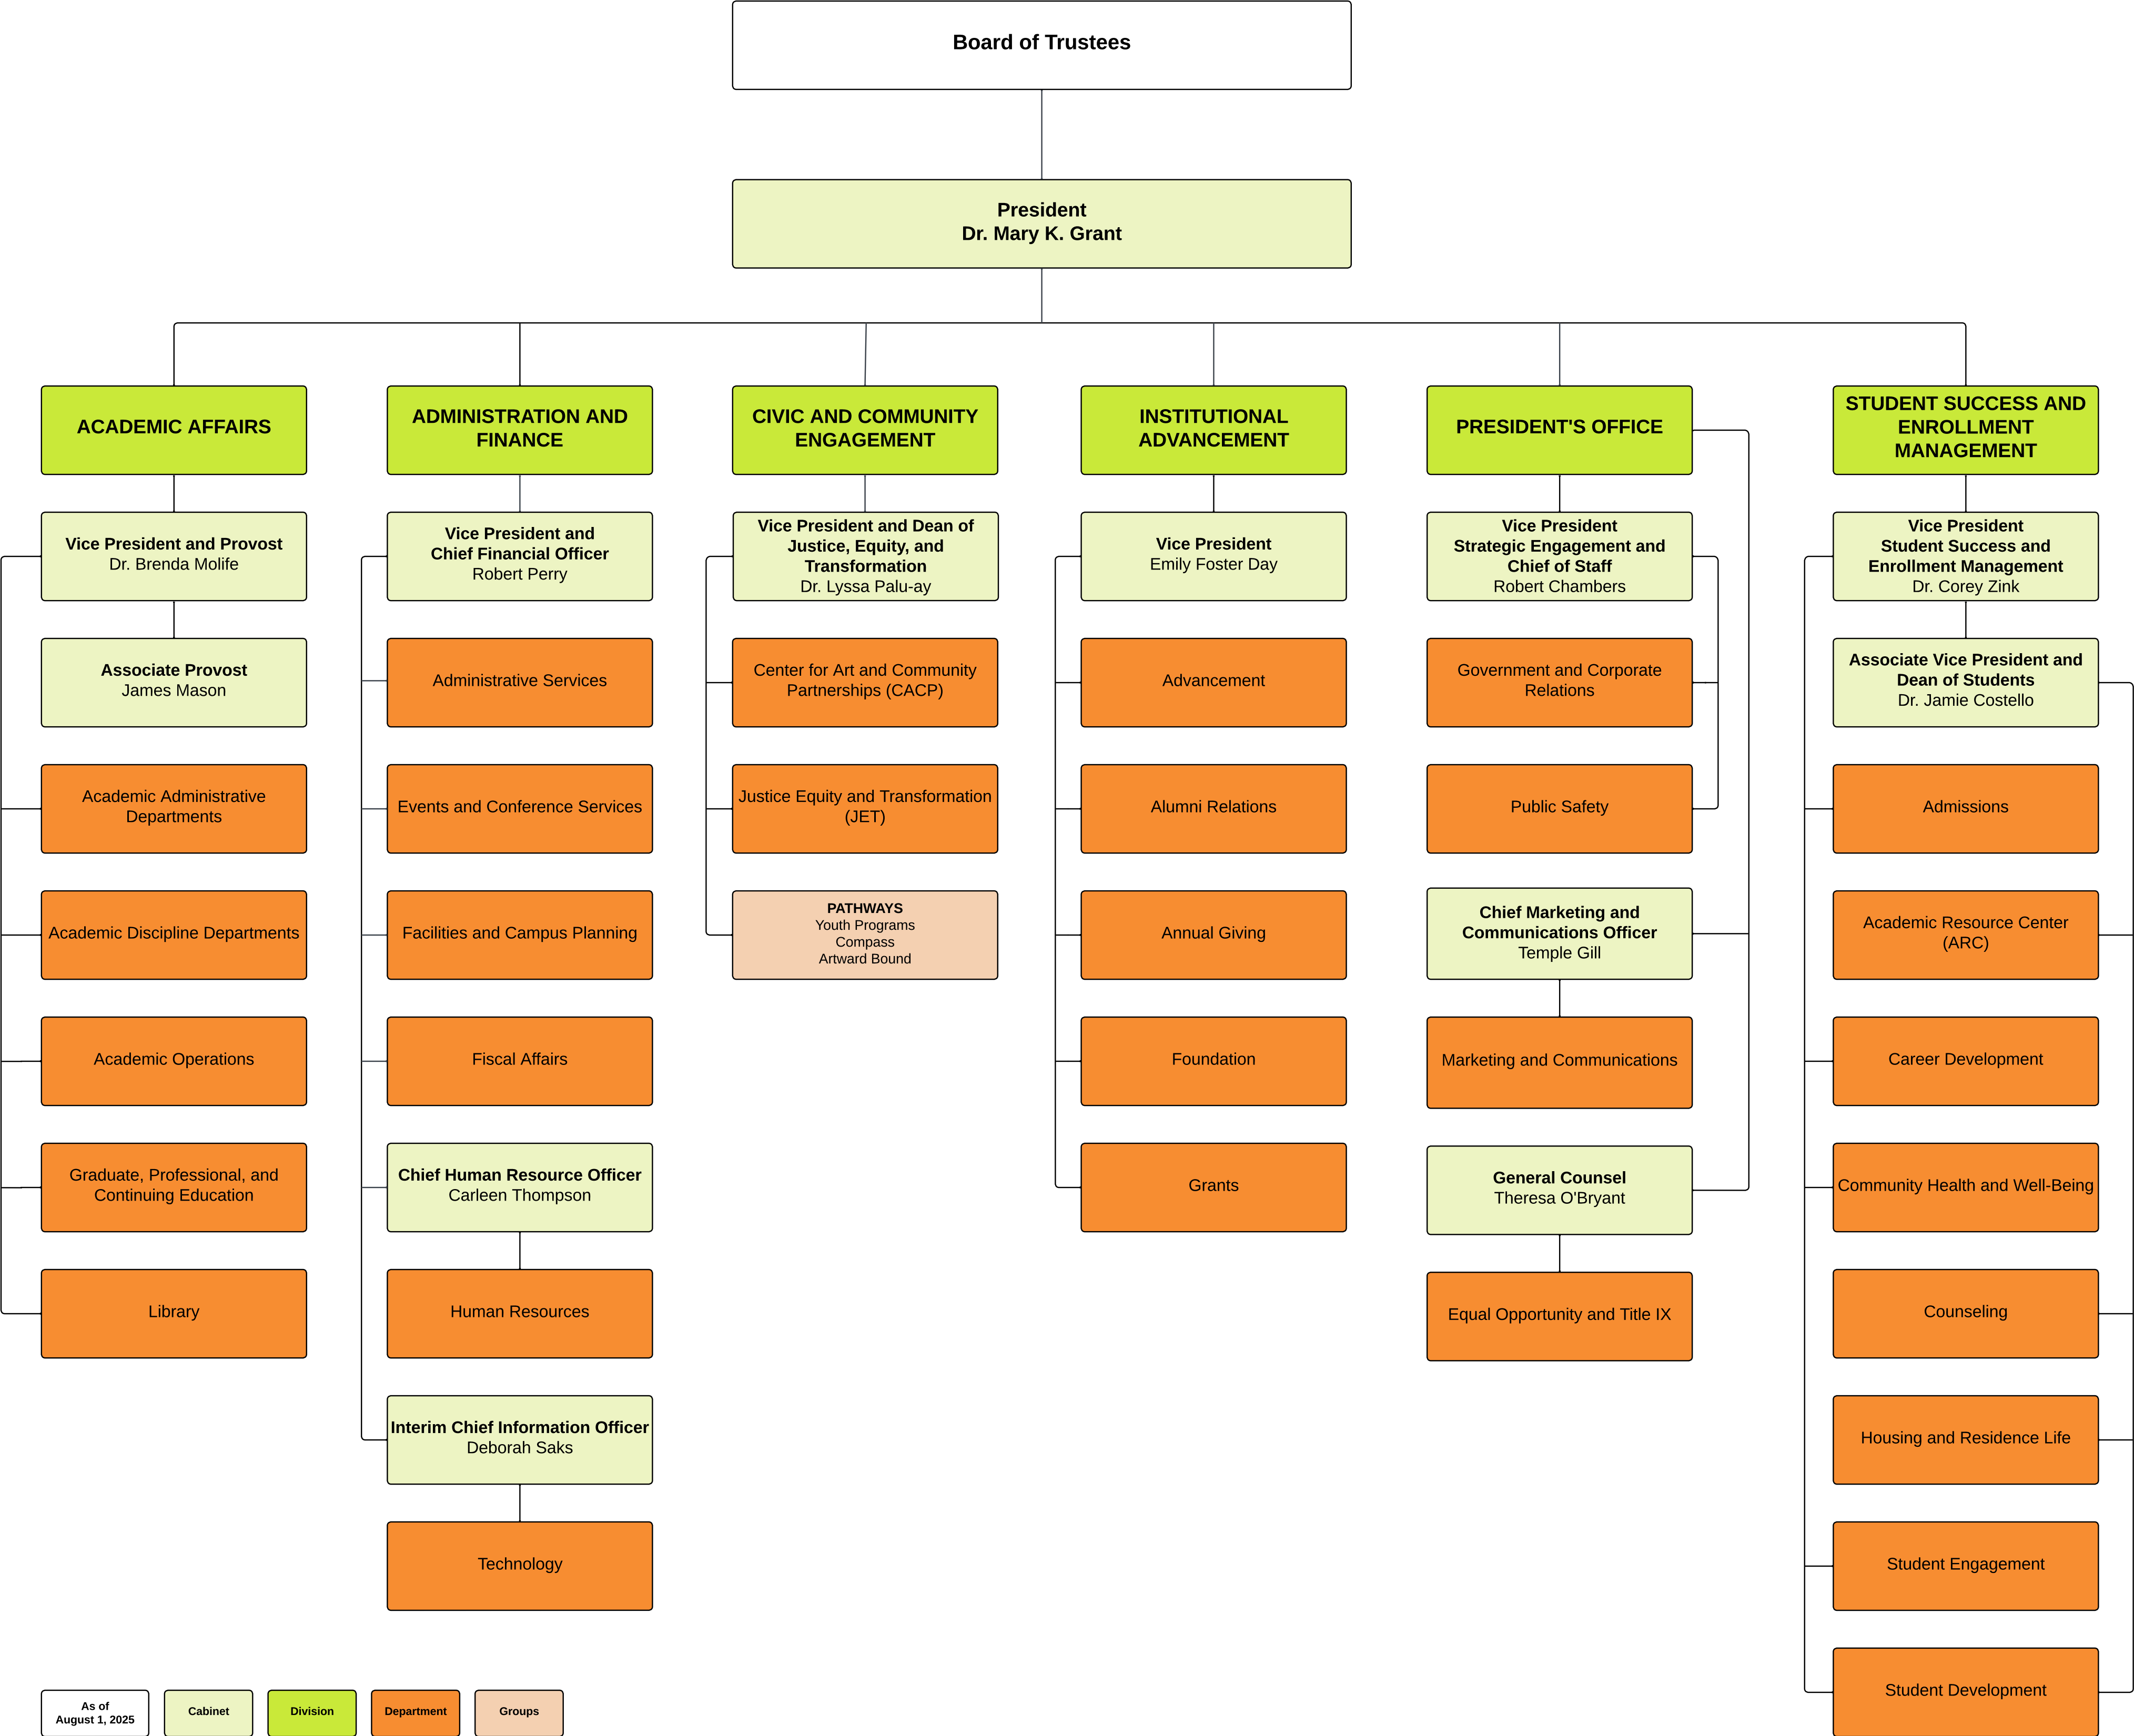 Board of Trustees
President
Dr. Mary K. Grant
ACADEMIC AFFAIRS
Vice President and Provost
Dr. Brenda Molife
Associate Provost
James Mason
Academic Administrative
Departments
Academic Discipline Departments
Academic Operations
Graduate, Professional, and
Continuing Education
Library
ADMINISTRATION AND
FINANCE
Vice President and
Chief Financial Officer
Robert Perry
Administrative Services
Events and Conference Services
Facilities and Campus Planning
Fiscal Affairs
Chief Human Resource Officer
Carleen Thompson
Human Resources
Interim Chief Information Officer
Deborah Saks
Technology
CIVIC AND COMMUNITY
ENGAGEMENT
Vice President and Dean of
Justice, Equity, and
Transformation
Dr. Lyssa Palu-ay
Center for Art and Community
Partnerships (CACP)
Justice Equity and Transformation
(JET)
PATHWAYS
Youth Programs
Compass
Artward Bound
INSTITUTIONAL
ADVANCEMENT
Vice President
Emily Foster Day
Advancement
Alumni Relations
Annual Giving
Foundation
Grants
PRESIDENT'S OFFICE
Vice President
Strategic Engagement and
Chief of Staff
Robert Chambers
Government and Corporate
Relations
Public Safety
Chief Marketing and
Communications Officer
Temple Gill
Marketing and Communications
General Counsel
Theresa O'Bryant
Equal Opportunity and Title IX
STUDENT SUCCESS AND
ENROLLMENT
MANAGEMENT
Vice President
Student Success and
Enrollment Management
Dr. Corey Zink
Associate Vice President and
Dean of Students
Dr. Jamie Costello
Admissions
Academic Resource Center
(ARC)
Career Development
Community Health and Well-Being
Counseling
Housing and Residence Life
Student Engagement
Student Development
As of
August 1, 2025
Cabinet
Division
Department
Groups